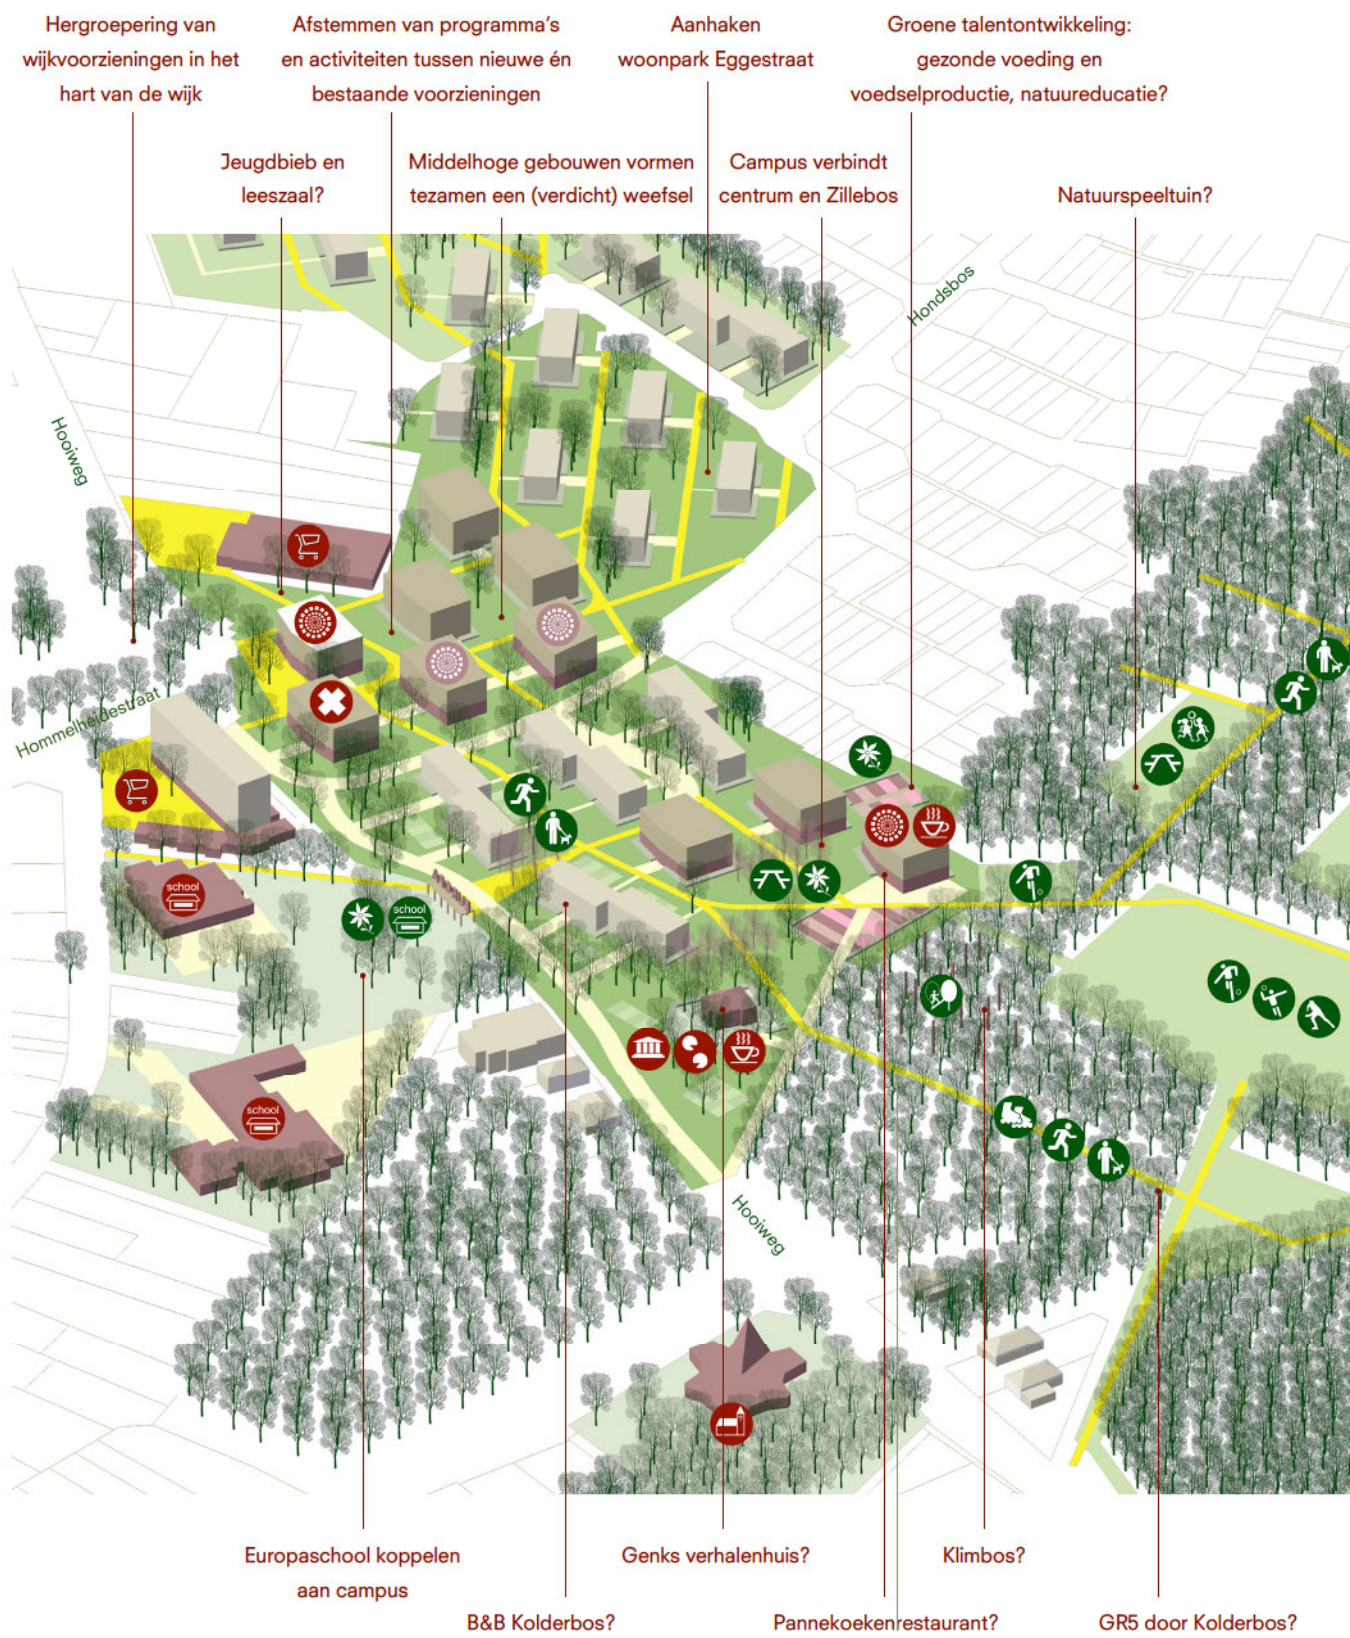 Hergroepering van
wijkvoorzieningen in het
hart van de wijk
Afstemmen van programma's
en activiteiten tussen nieuwe én
bestaande voorzieningen
Aanhaken
woonpark Eggestraat
Groene talentontwikkeling:
gezonde voeding en
voedselproductie, natuureducatie?
Jeugdbieb en
leeszaal?
Middelhoge gebouwen vormen
tezamen een (verdicht) weefsel
Campus verbindt
centrum en Zillebos
Natuurspeeltuin?
Hondsbos
Hooiweg
Hommelheidestraat
school
school
school
Hooiweg
Europaschool koppelen
aan campus
Genks verhalenhuis?
Klimbos?
B&B Kolderbos?
Pannekoekenrestaurant?
GR5 door Kolderbos?